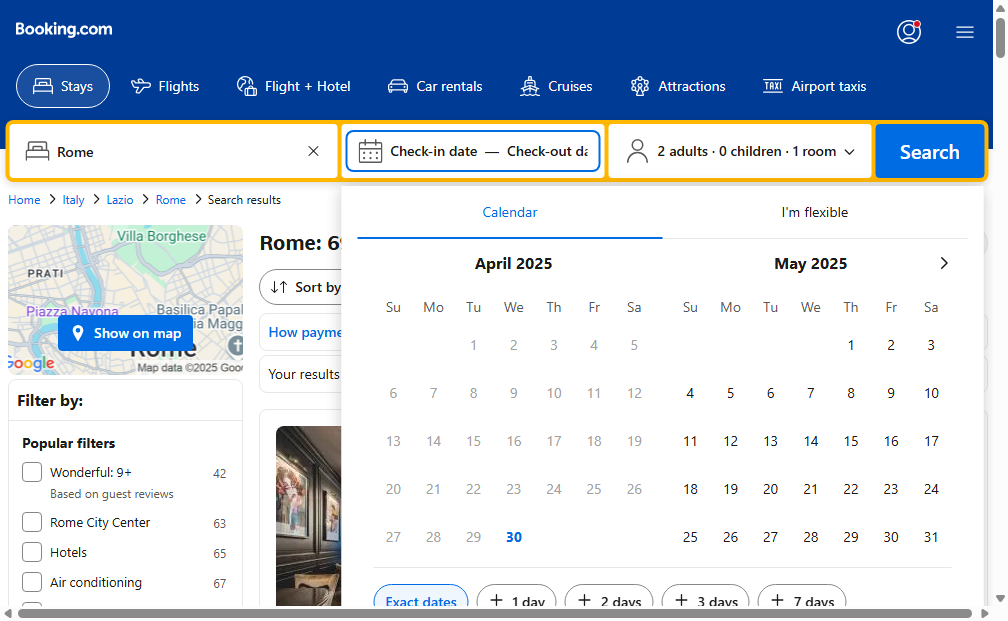 Booking.com
Stays
Flights
Flight + Hotel
Car rentals
Cruises
Attractions
TAXI
Airport taxis
Rome
Check-in date — Check-out da
2 adults · 0 children · 1 room
Search
Home > Italy > Lazio > Rome > Search results
Villa Borghese
PRATI
Piazza Navona
Basilica Papal
ia Magg
Show on map
Rome
Google
Map data ©2025 Goo
Filter by:
Popular filters
Wonderful: 9+ 42
Based on guest reviews
Rome City Center 63
Hotels 65
Air conditioning 67
Rome: 69
Sort by
How payme
Your results
Calendar
I'm flexible
April 2025
Su Mo Tu We Th Fr Sa
1 2 3 4 5
6 7 8 9 10 11 12
13 14 15 16 17 18 19
20 21 22 23 24 25 26
27 28 29 30
May 2025
Su Mo Tu We Th Fr Sa
1 2 3
4 5 6 7 8 9 10
11 12 13 14 15 16 17
18 19 20 21 22 23 24
25 26 27 28 29 30 31
Exact dates
+ 1 day
+ 2 days
+ 3 days
+ 7 days